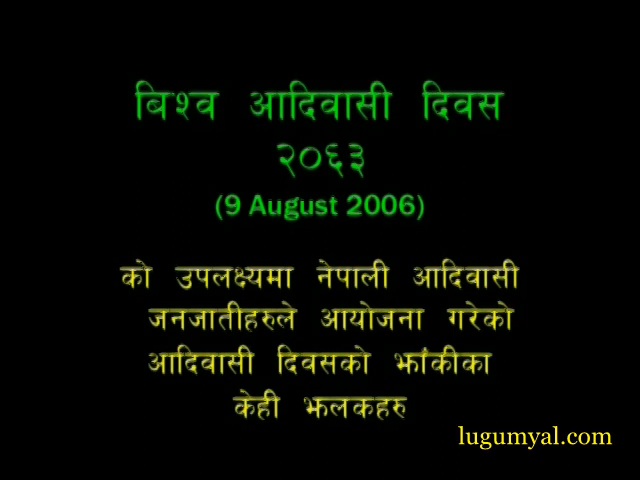 बिश्व आदिवासी दिवस
२०६३
(9 August 2006)
को उपलक्ष्यमा नेपाली आदिवासी
जनजातीहरुले आयोजना गरेको
आदिवासी दिवसको झाँकीका
केही झलकहरु
lugumyal.com